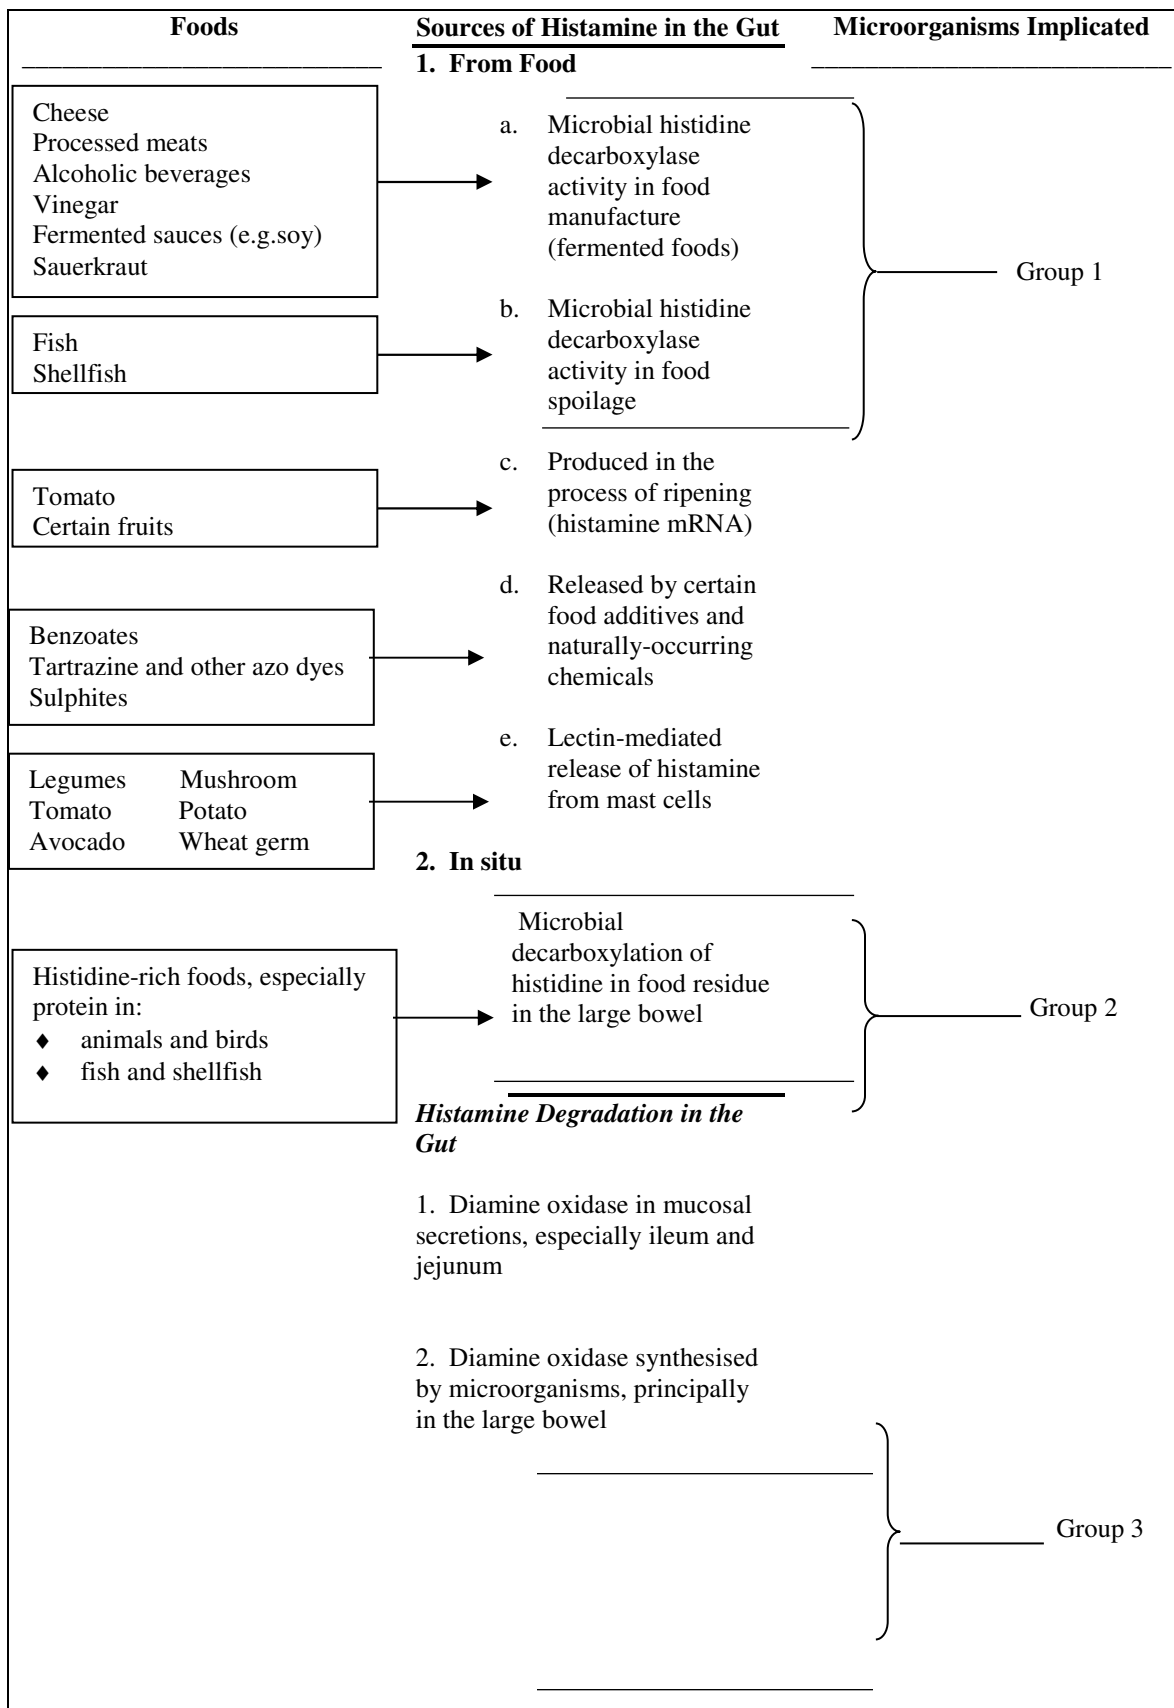 Foods
Sources of Histamine in the Gut
Microorganisms Implicated
1. From Food
Cheese
Processed meats
Alcoholic beverages
Vinegar
Fermented sauces (e.g.soy)
Sauerkraut
a. Microbial histidine
decarboxylase
activity in food
manufacture
(fermented foods)
Group 1
Fish
Shellfish
b. Microbial histidine
decarboxylase
activity in food
spoilage
Tomato
Certain fruits
c. Produced in the
process of ripening
(histamine mRNA)
Benzoates
Tartrazine and other azo dyes
Sulphites
d. Released by certain
food additives and
naturally-occurring
chemicals
Legumes Mushroom
Tomato Potato
Avocado Wheat germ
e. Lectin-mediated
release of histamine
from mast cells
2. In situ
Histidine-rich foods, especially
protein in:
♦ animals and birds
♦ fish and shellfish
Microbial
decarboxylation of
histidine in food residue
in the large bowel
Group 2
Histamine Degradation in the
Gut
1. Diamine oxidase in mucosal
secretions, especially ileum and
jejunum
2. Diamine oxidase synthesised
by microorganisms, principally
in the large bowel
Group 3